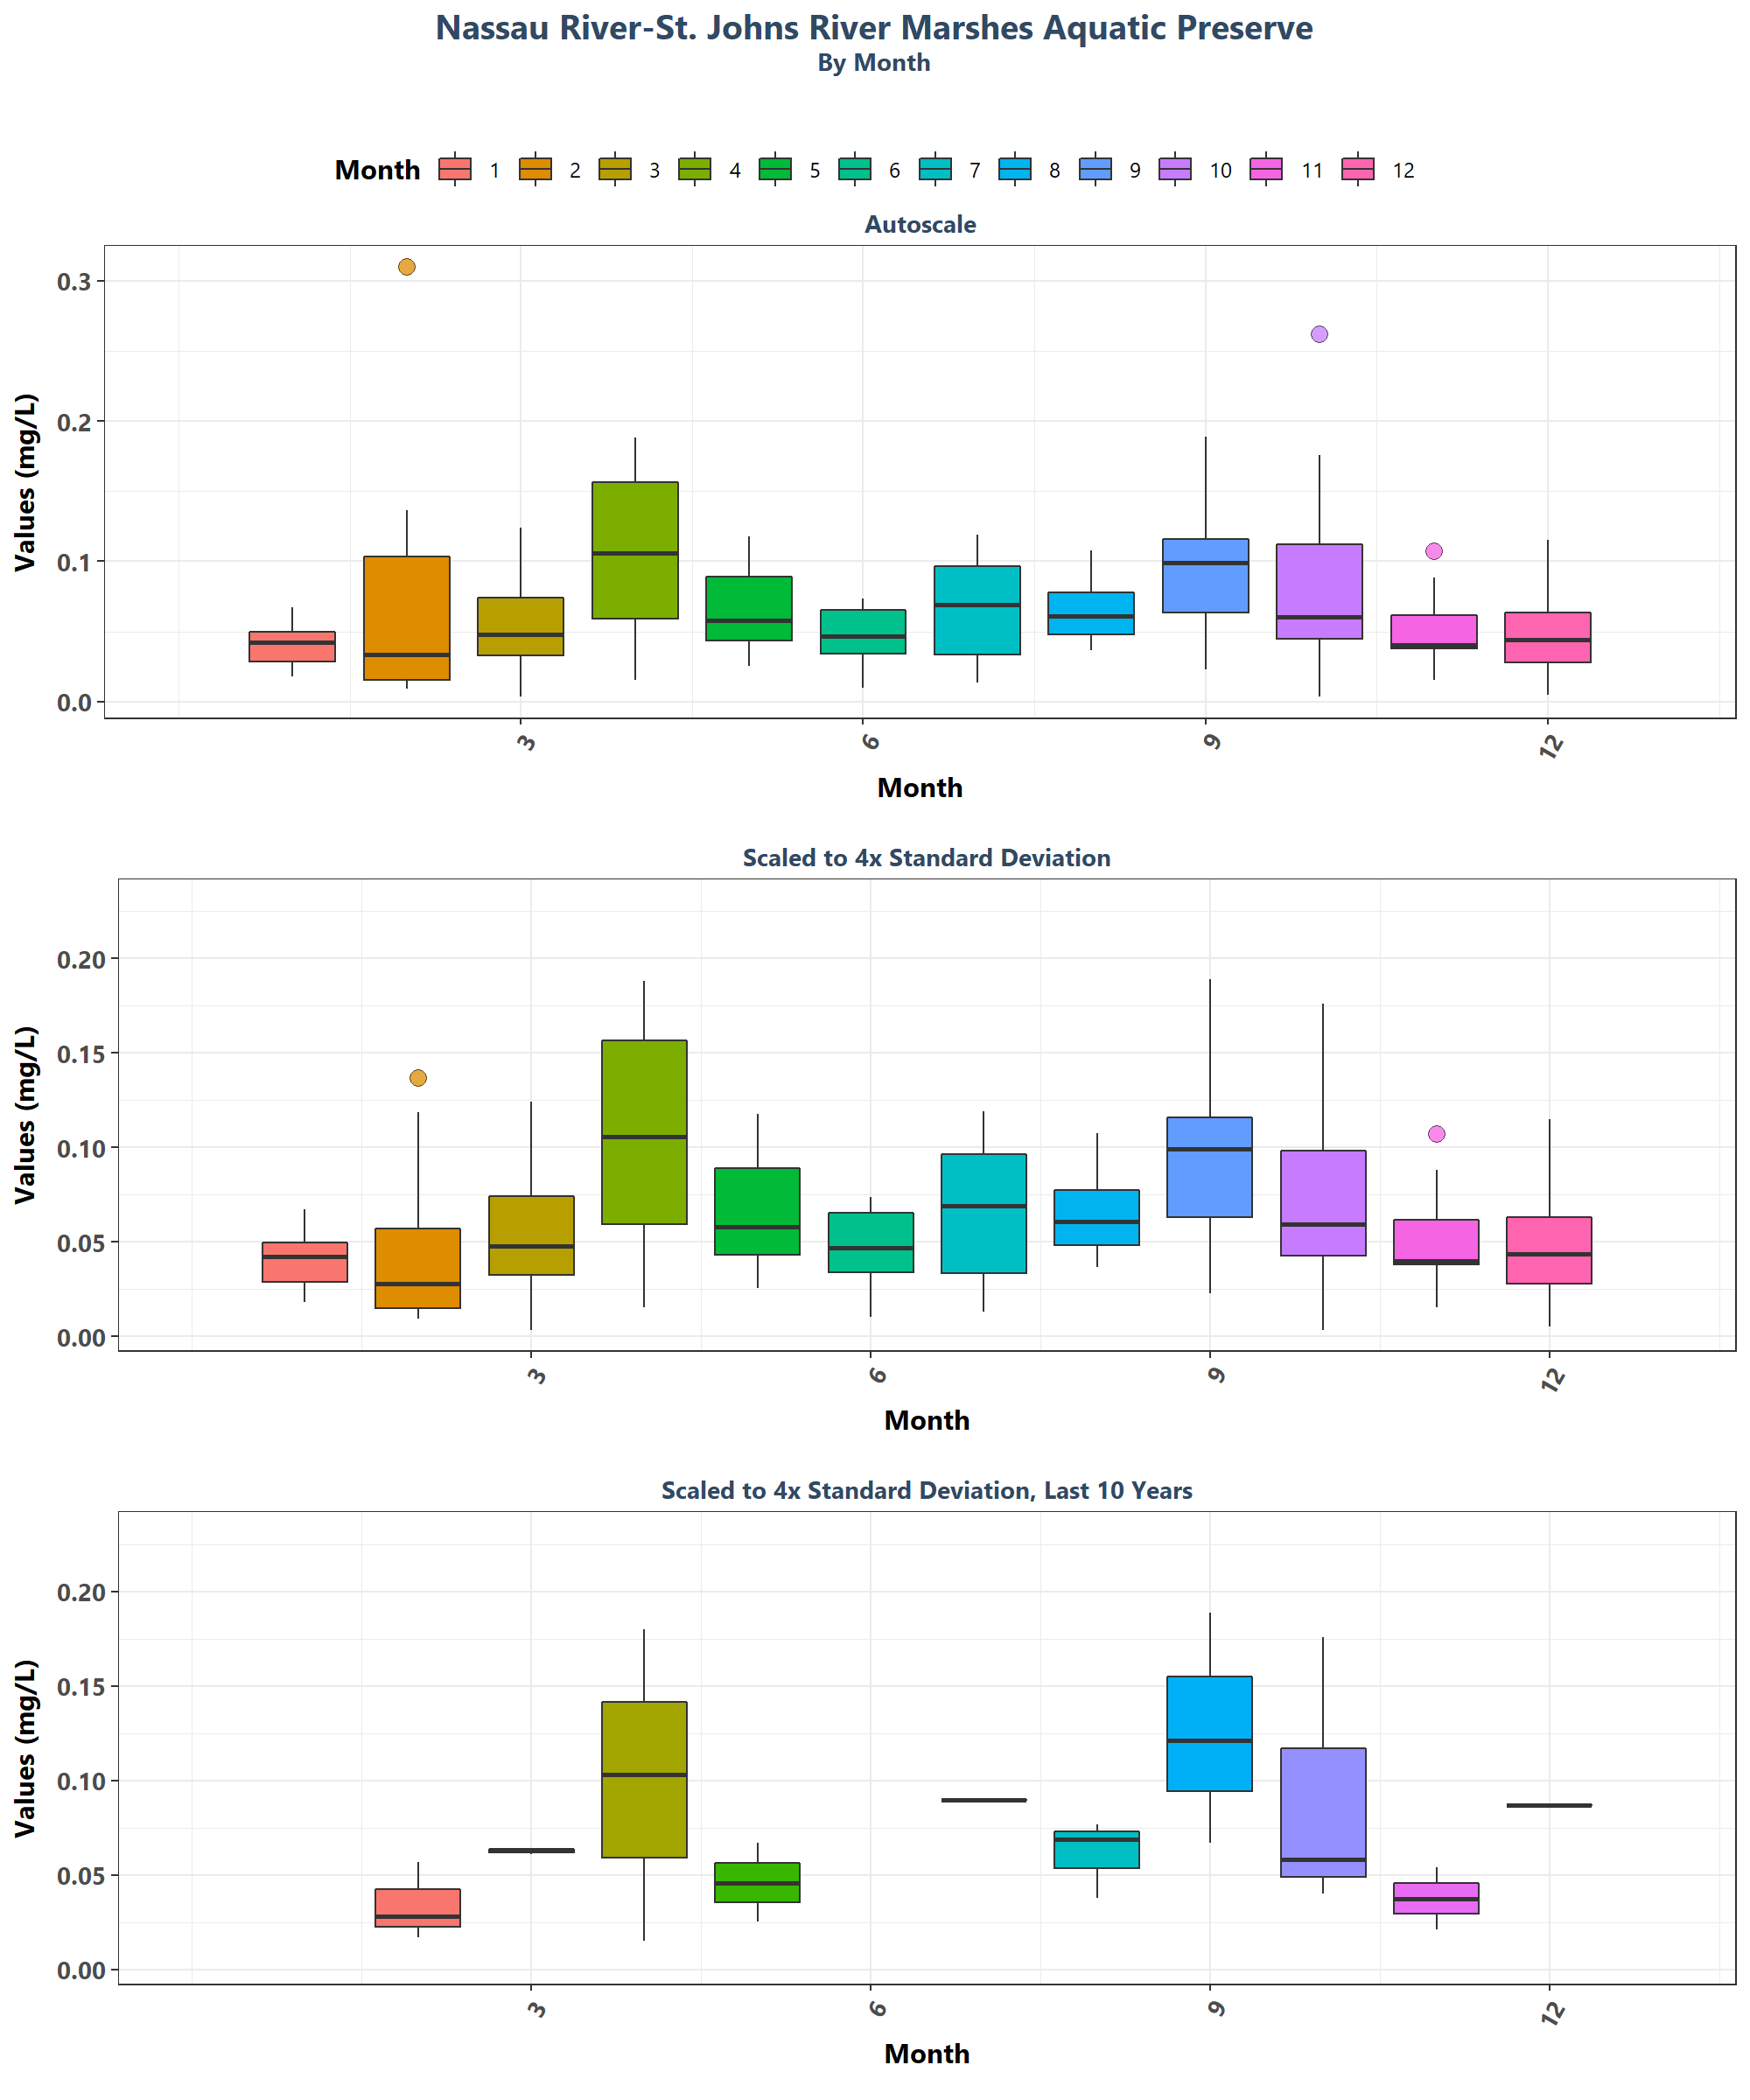 Nassau River-St. Johns River Marshes Aquatic Preserve
By Month
Month 1 2 3 4 5 6 7 8 9 10 11 12
Autoscale
Values (mg/L)
0.3
0.2
0.1
0.0
3 6 9 12
Month
Scaled to 4x Standard Deviation
Values (mg/L)
0.20
0.15
0.10
0.05
0.00
3 6 9 12
Month
Scaled to 4x Standard Deviation, Last 10 Years
Values (mg/L)
0.20
0.15
0.10
0.05
0.00
3 6 9 12
Month